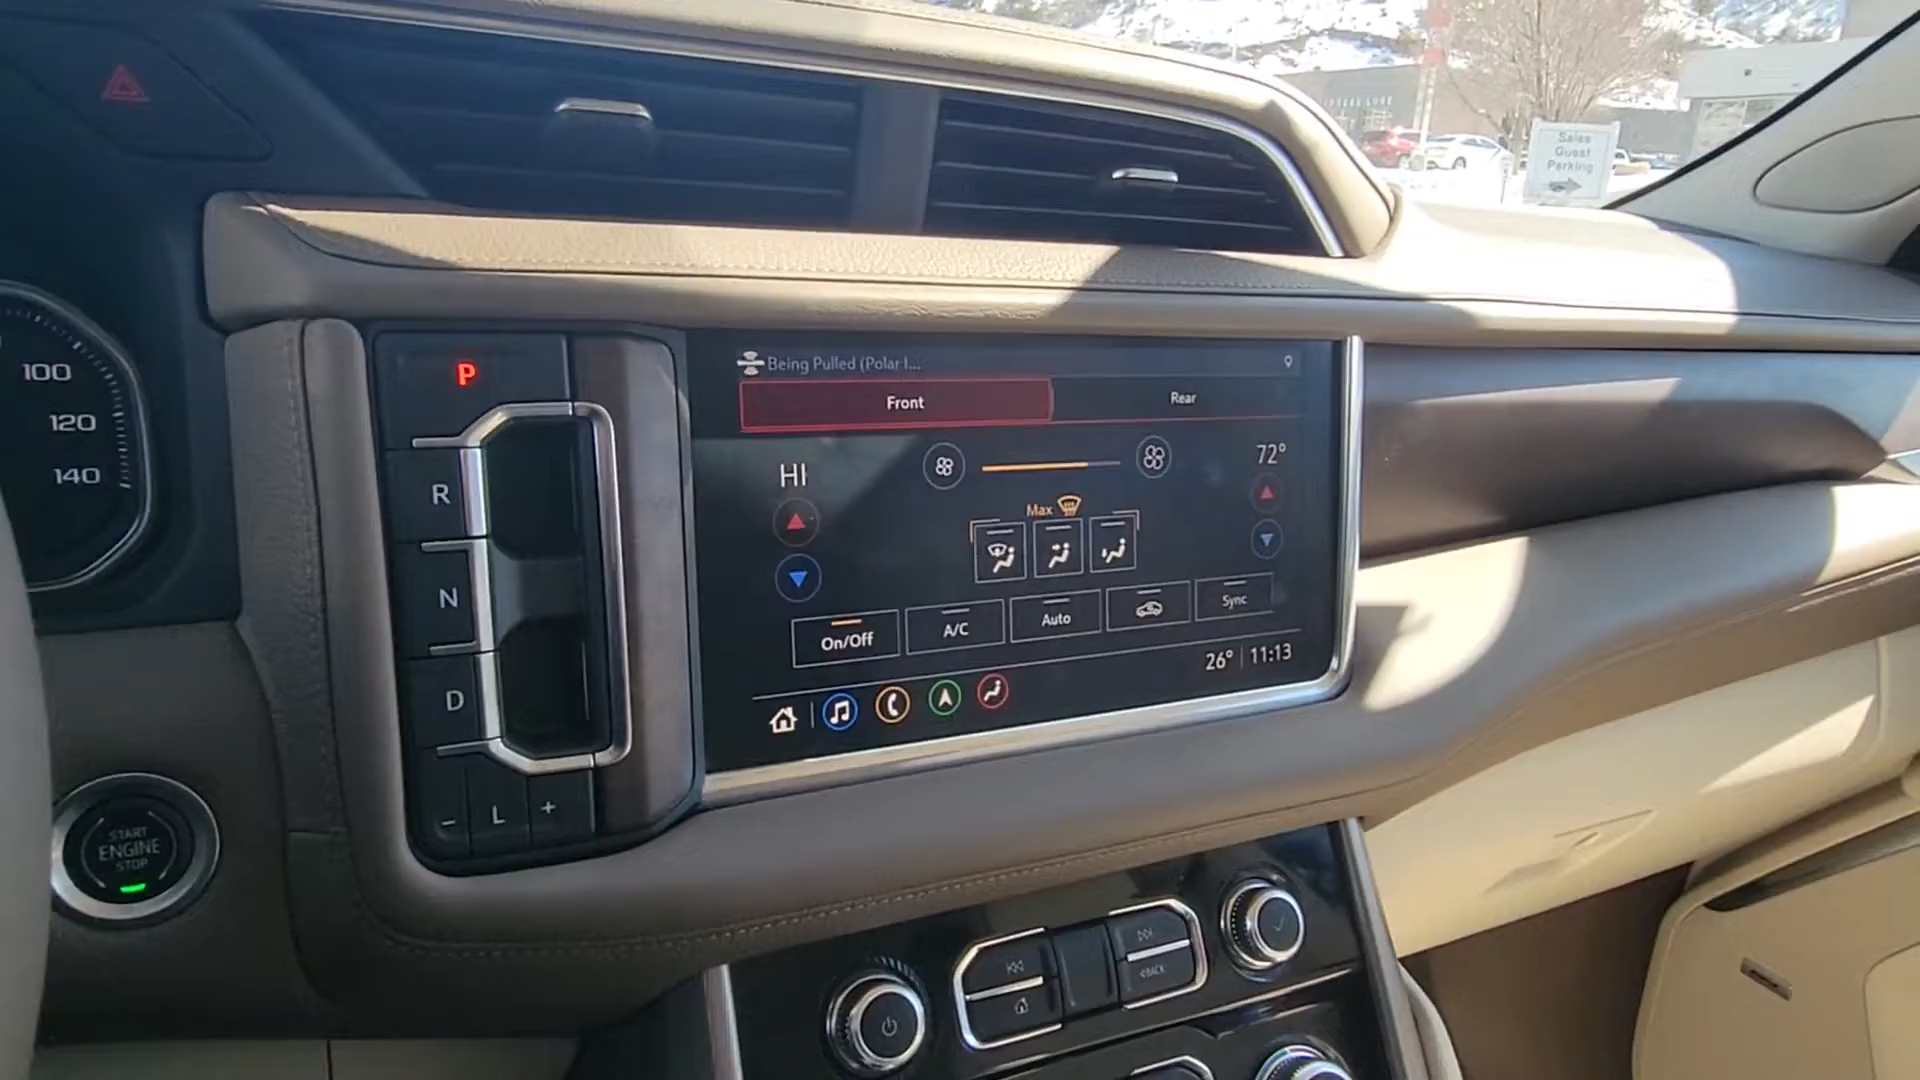 Sales
Guest
Parking
100
120
140
P
R
N
D
- L +
START
ENGINE
STOP
Being Pulled (Polar I...
Front
Rear
HI
72°
Max
On/Off
A/C
Auto
Sync
26° 11:13
BACK